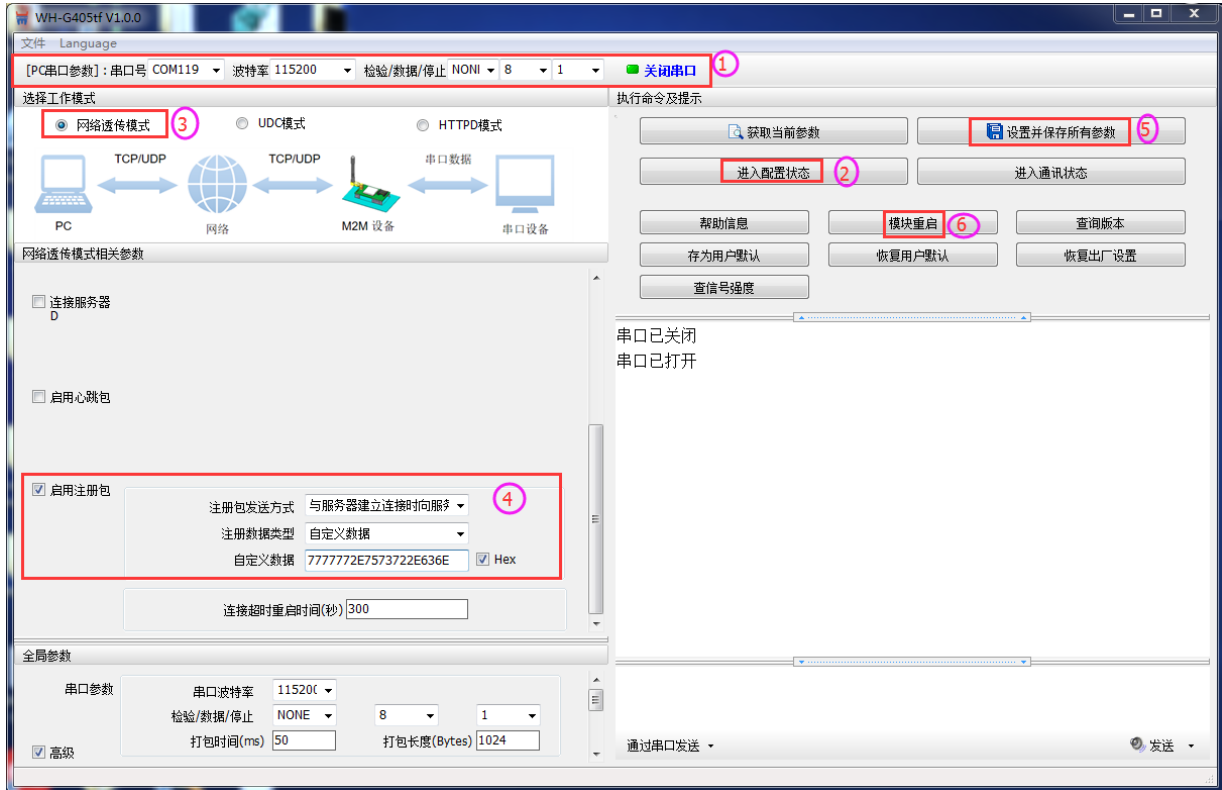 WH-G405tf V1.0.0
文件 Language
[PC串口参数]:串口号 COM119 波特率 115200 检验/数据/停止 NONI 8 1 关闭串口 1
选择工作模式
网络透传模式 3 UDC模式 HTTPD模式
TCP/UDP TCP/UDP 串口数据
PC 网络 M2M 设备 串口设备
网络透传模式相关参数
连接服务器
D
启用心跳包
启用注册包
注册包发送方式 与服务器建立连接时向服务 4
注册数据类型 自定义数据
自定义数据 7777772E7573722E636E Hex
连接超时重启时间(秒) 300
全局参数
串口参数 串口波特率 11520(
检验/数据/停止 NONE 8 1
打包时间(ms) 50 打包长度(Bytes) 1024
高级
执行命令及提示
获取当前参数 设置并保存所有参数 5
进入配置状态 2 进入通讯状态
帮助信息 模块重启 6 查询版本
存为用户默认 恢复用户默认 恢复出厂设置
查信号强度
串口已关闭
串口已打开
通过串口发送 发送